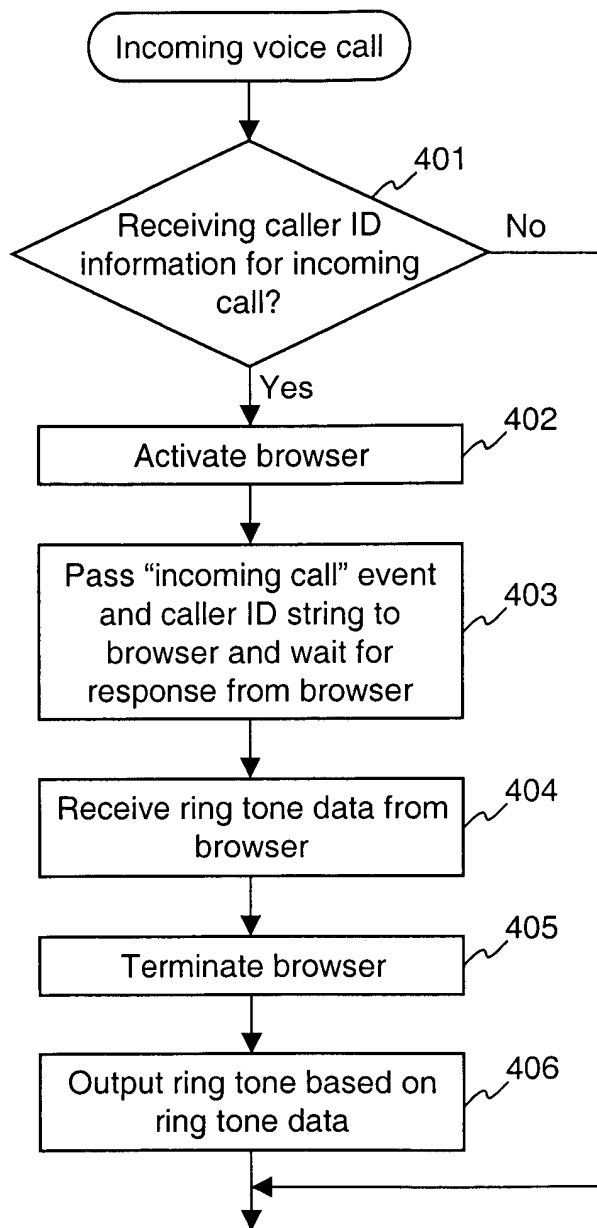 Incoming voice call
401
Receiving caller ID
information for incoming
call?
No
Yes
402
Activate browser
Pass “incoming call” event
and caller ID string to
browser and wait for
response from browser
403
Receive ring tone data from
browser
404
405
Terminate browser
Output ring tone based on
ring tone data
406